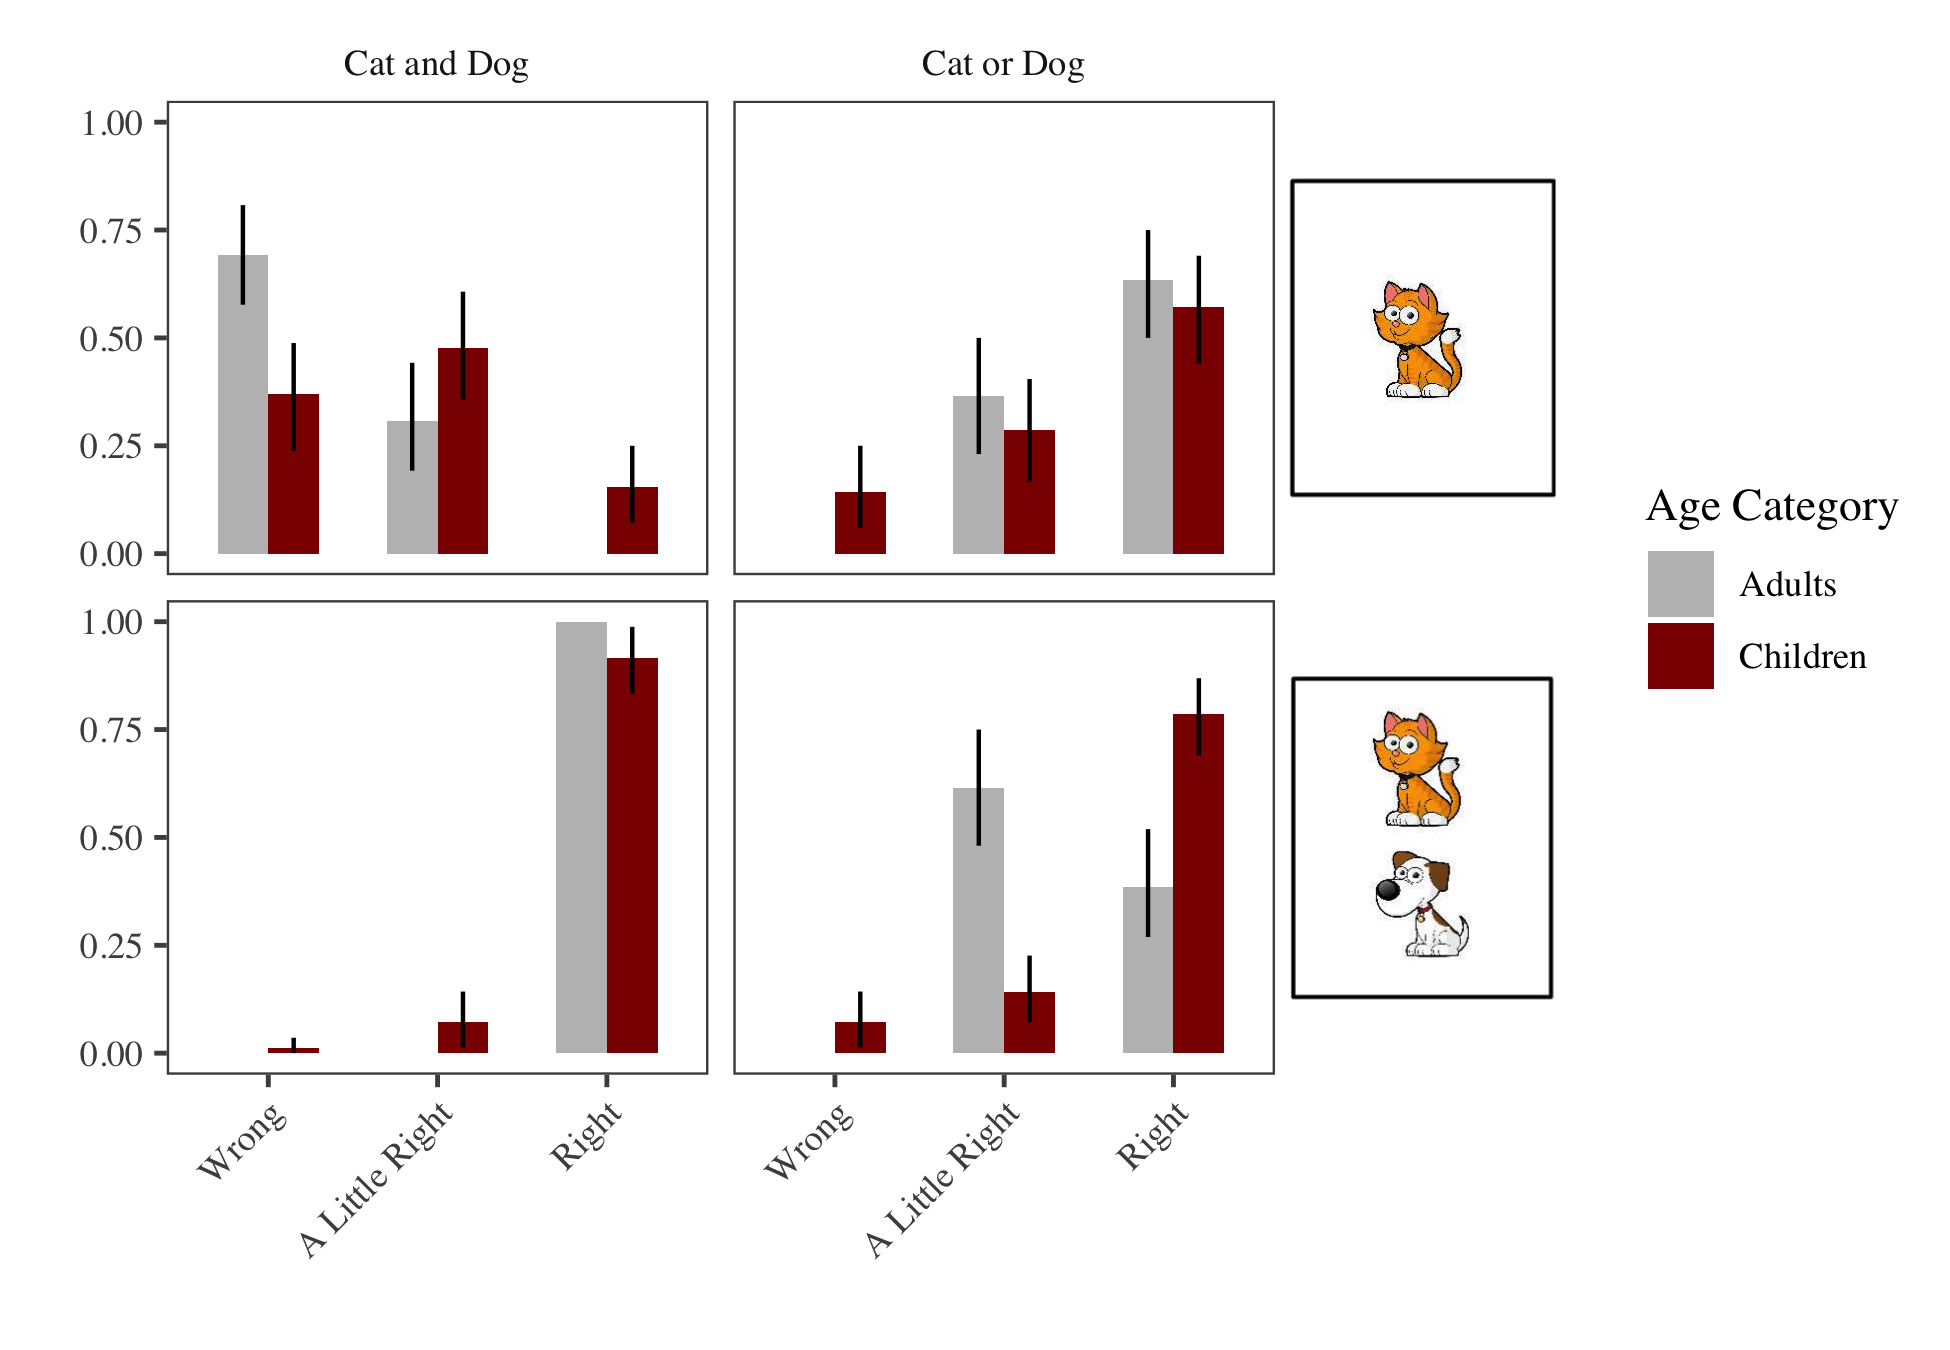 Cat and Dog
Cat or Dog
1.00
0.75
0.50
0.25
0.00
1.00
0.75
0.50
0.25
0.00
Wrong
A Little Right
Right
Wrong
A Little Right
Right
Age Category
Adults
Children